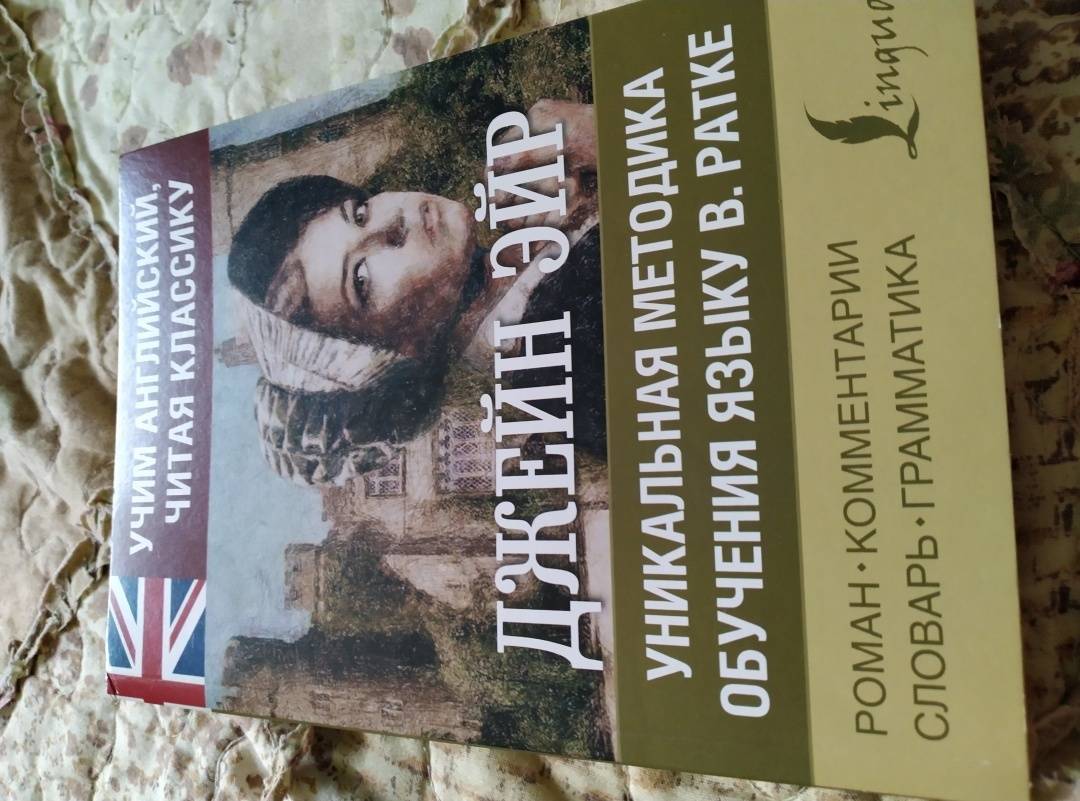 УЧИМ АНГЛИЙСКИЙ,
ЧИТАЯ КЛАССИКУ
ДЖЕЙН ЭЙР
УНИКАЛЬНАЯ МЕТОДИКА
ОБУЧЕНИЯ ЯЗЫКУ В. РАТКЕ
РОМАН • КОММЕНТАРИИ
СЛОВАРЬ • ГРАММАТИКА
Lingua